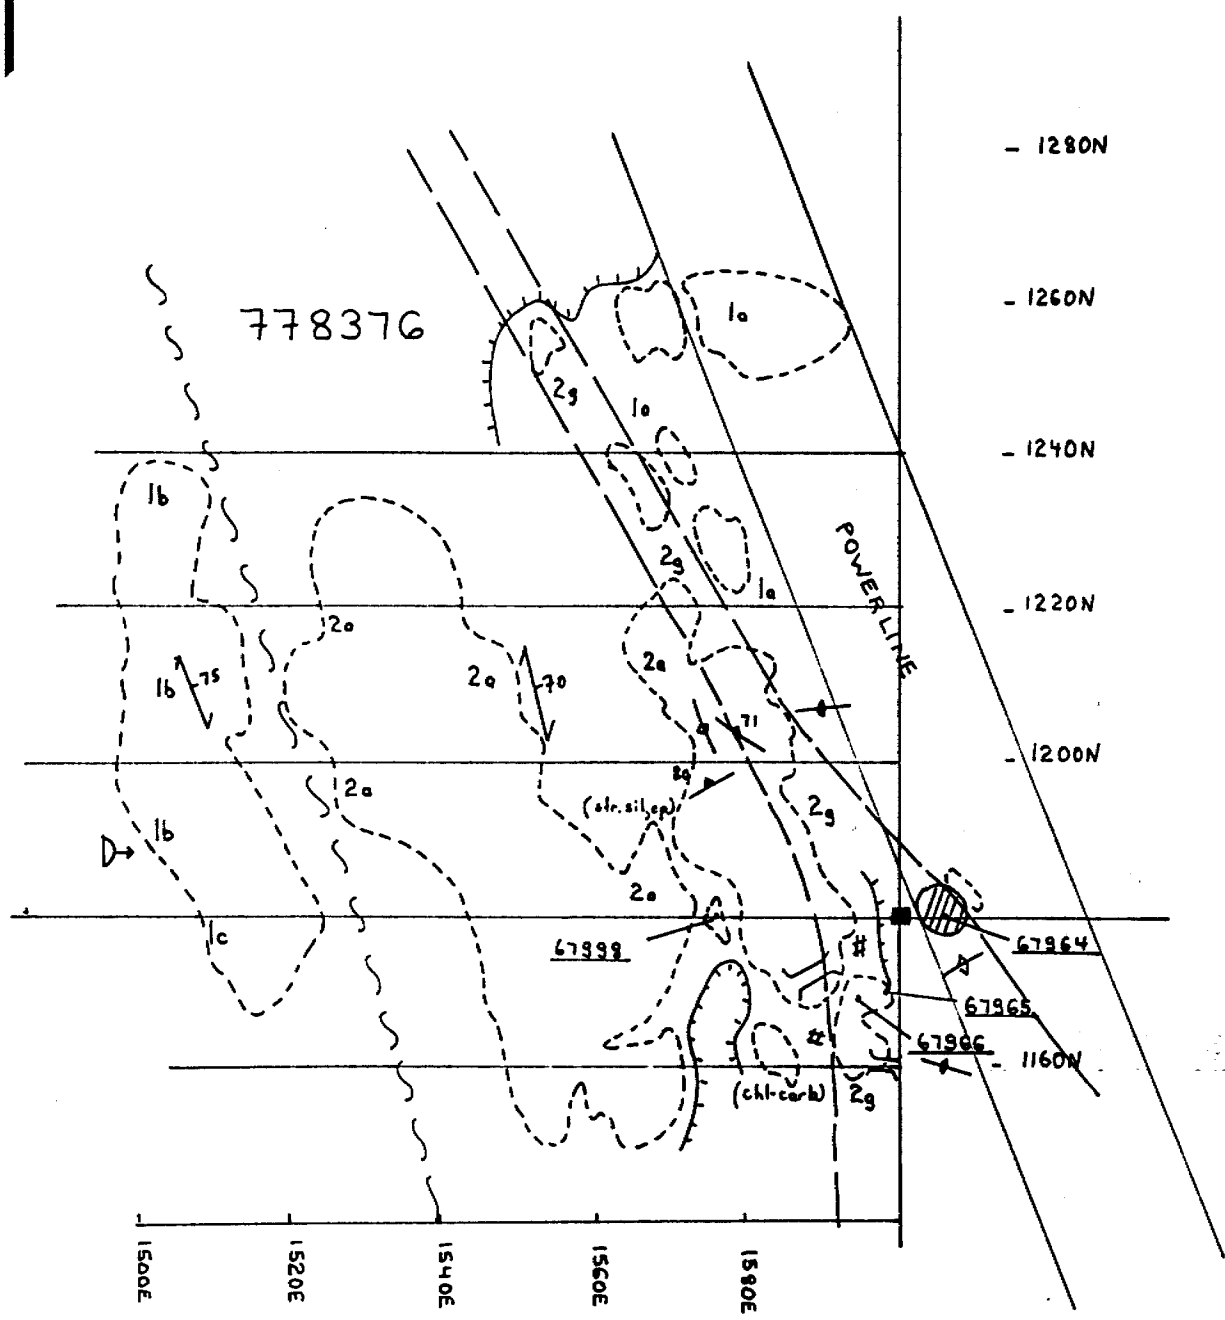 1280N
1260N
1a
778376
2g
1a
1240N
1b
POWERLINE
2g
1a
1220N
2a
2a
2a
1b
75
70
71
1200N
89
2a
(str.sil,ep)
2g
1b
D
2a
1c
67998
#
67964
67965
#
67966
1160N
(chl-carb)
2g
1500E
1520E
1540E
1560E
1580E